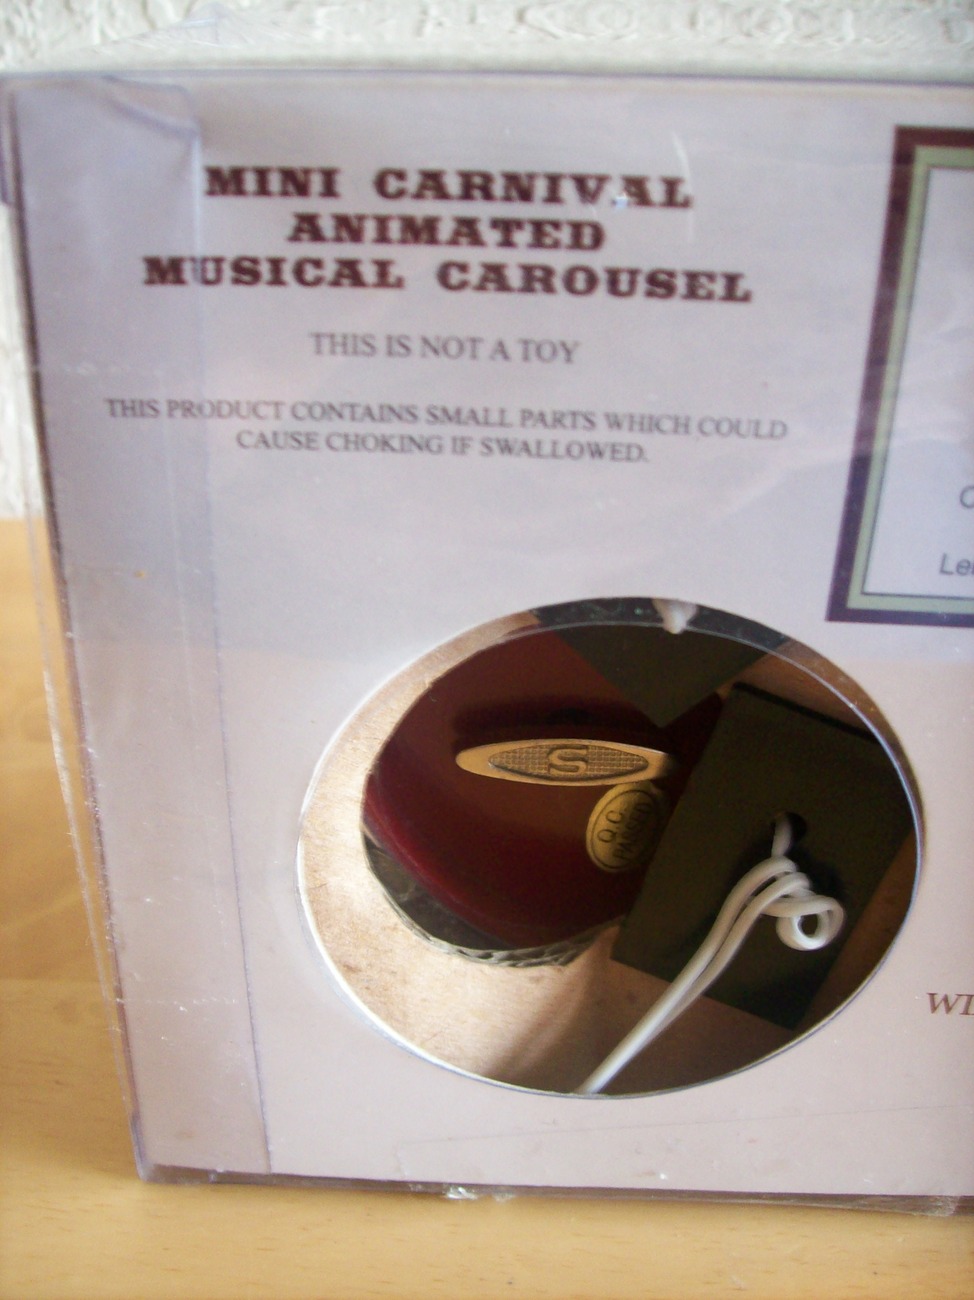 MINI CARNIVAL
ANIMATED
MUSICAL CAROUSEL
THIS IS NOT A TOY
THIS PRODUCT CONTAINS SMALL PARTS WHICH COULD
CAUSE CHOKING IF SWALLOWED.
S
Q.C.
PASSED